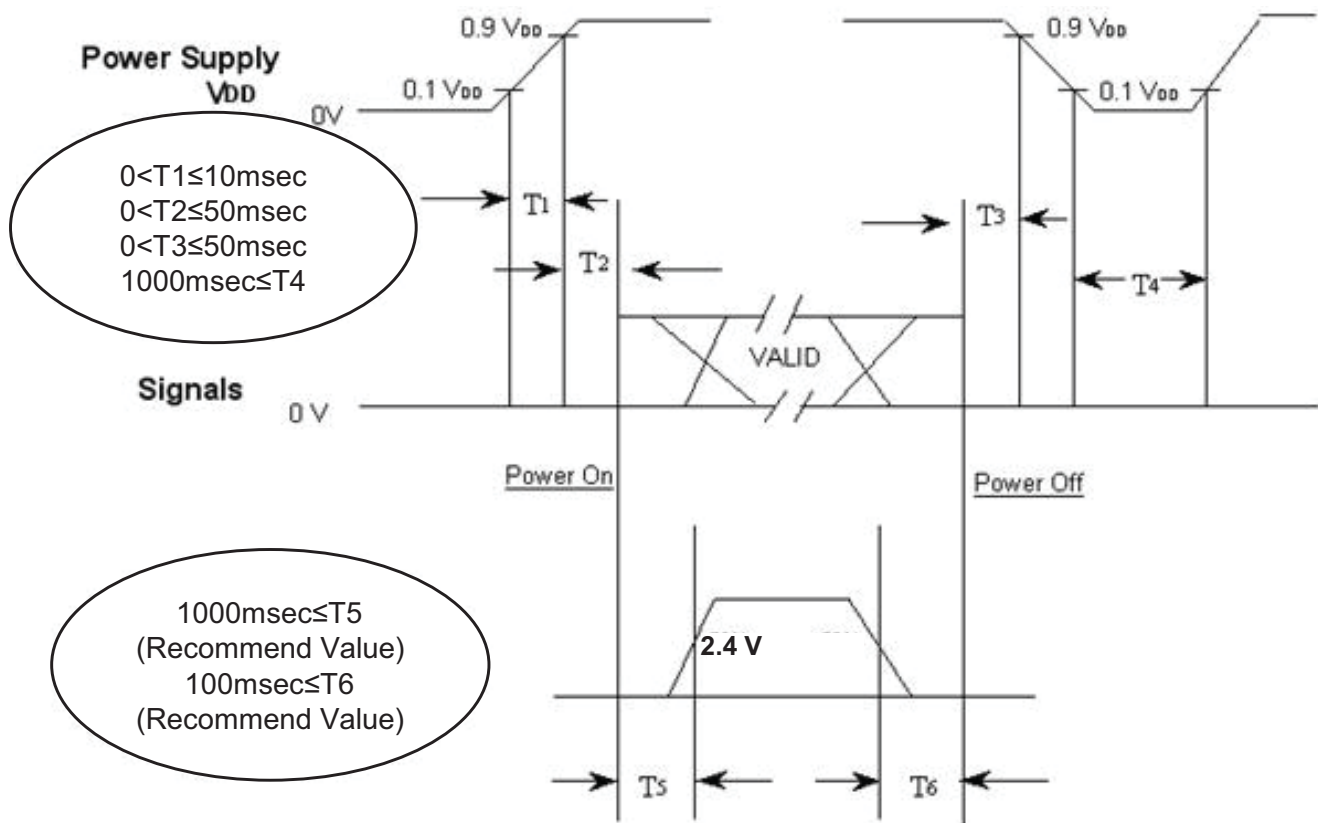 0.9 VDD
0.9 VDD
Power Supply
VDD
0.1 VDD
0.1 VDD
0V
0<T1≤10msec
0<T2≤50msec
0<T3≤50msec
1000msec≤T4
T1
T3
T2
T4
VALID
Signals
0 V
Power On
Power Off
1000msec≤T5
(Recommend Value)
100msec≤T6
(Recommend Value)
2.4 V
T5
T6